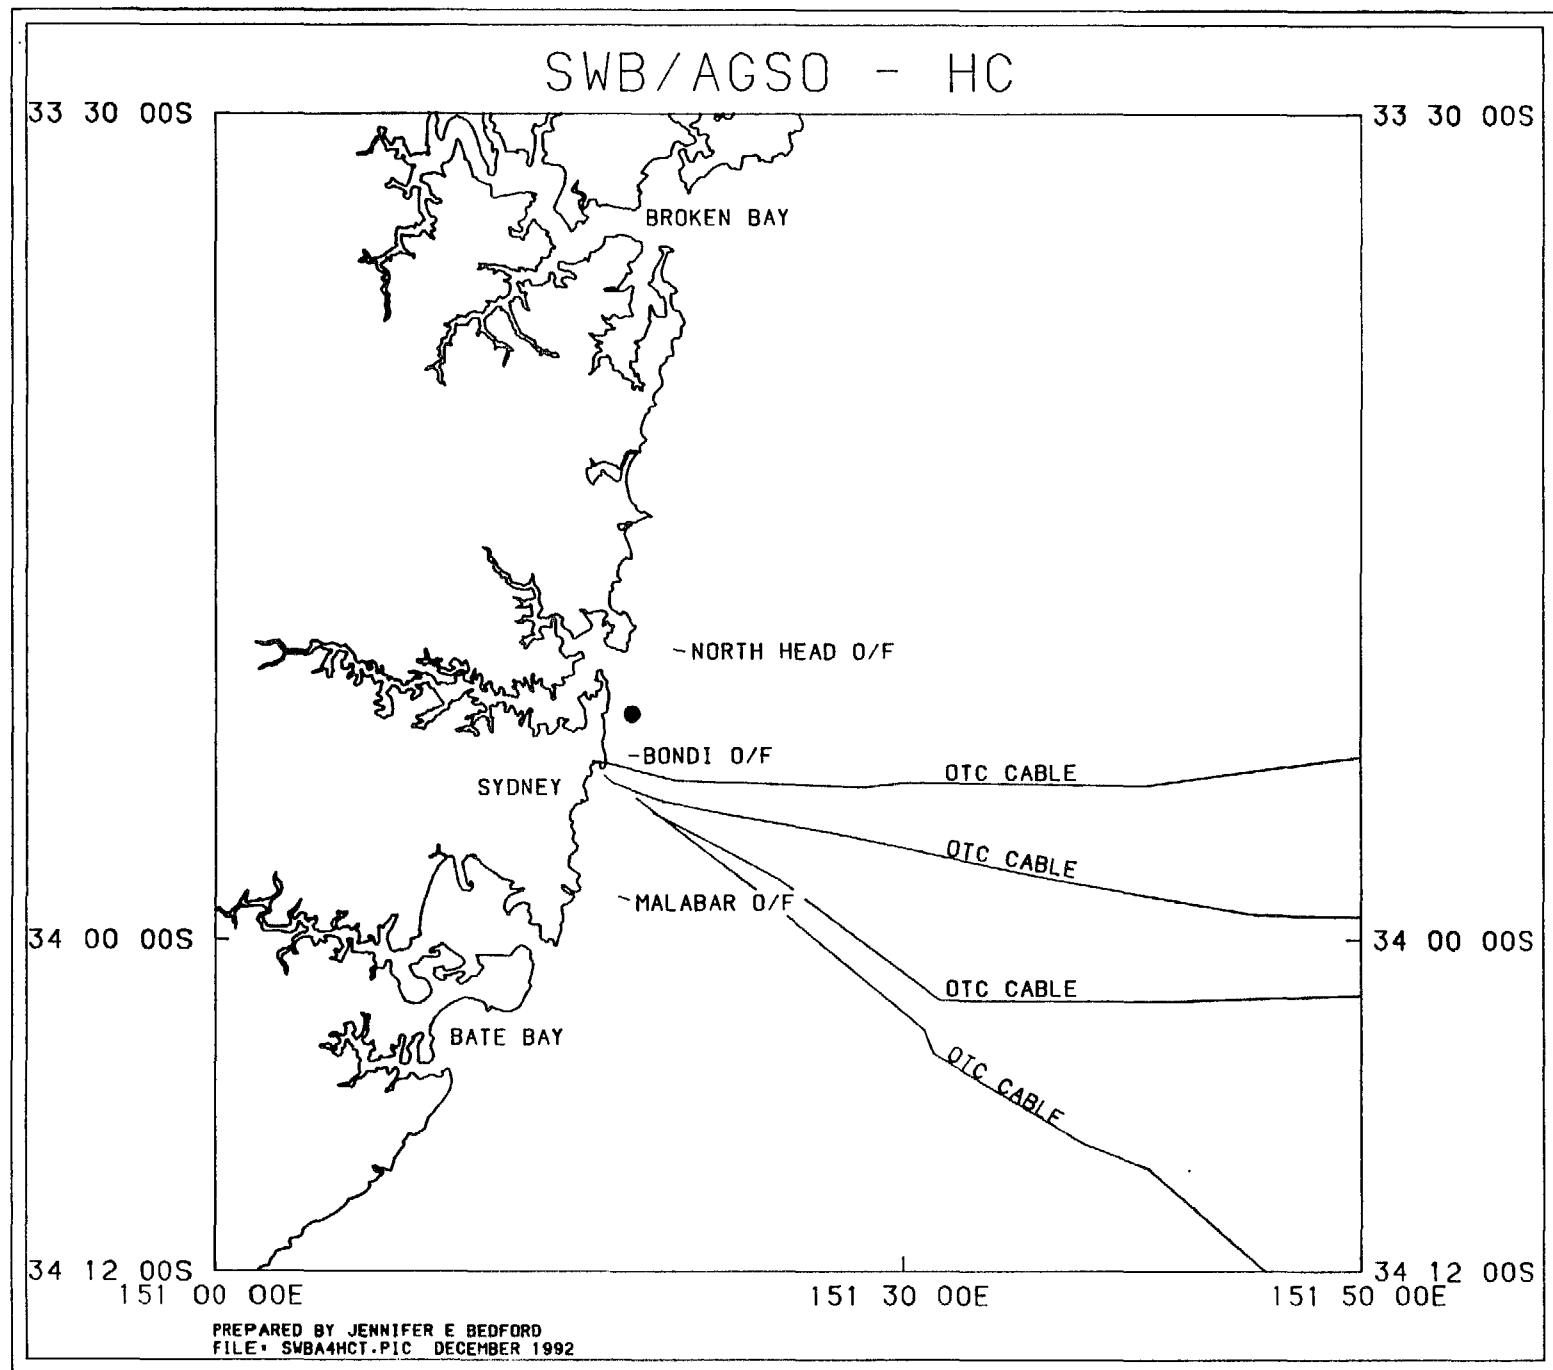 SWB/AGSO - HC
33 30 00S
33 30 00S
BROKEN BAY
NORTH HEAD O/F
BONDI O/F
SYDNEY
OTC CABLE
OTC CABLE
MALABAR O/F
34 00 00S
34 00 00S
OTC CABLE
BATE BAY
OTC CABLE
34 12 00S
34 12 00S
151 00 00E
151 30 00E
151 50 00E
PREPARED BY JENNIFER E BEDFORD
FILE: SWBA4HCT.PIC DECEMBER 1992